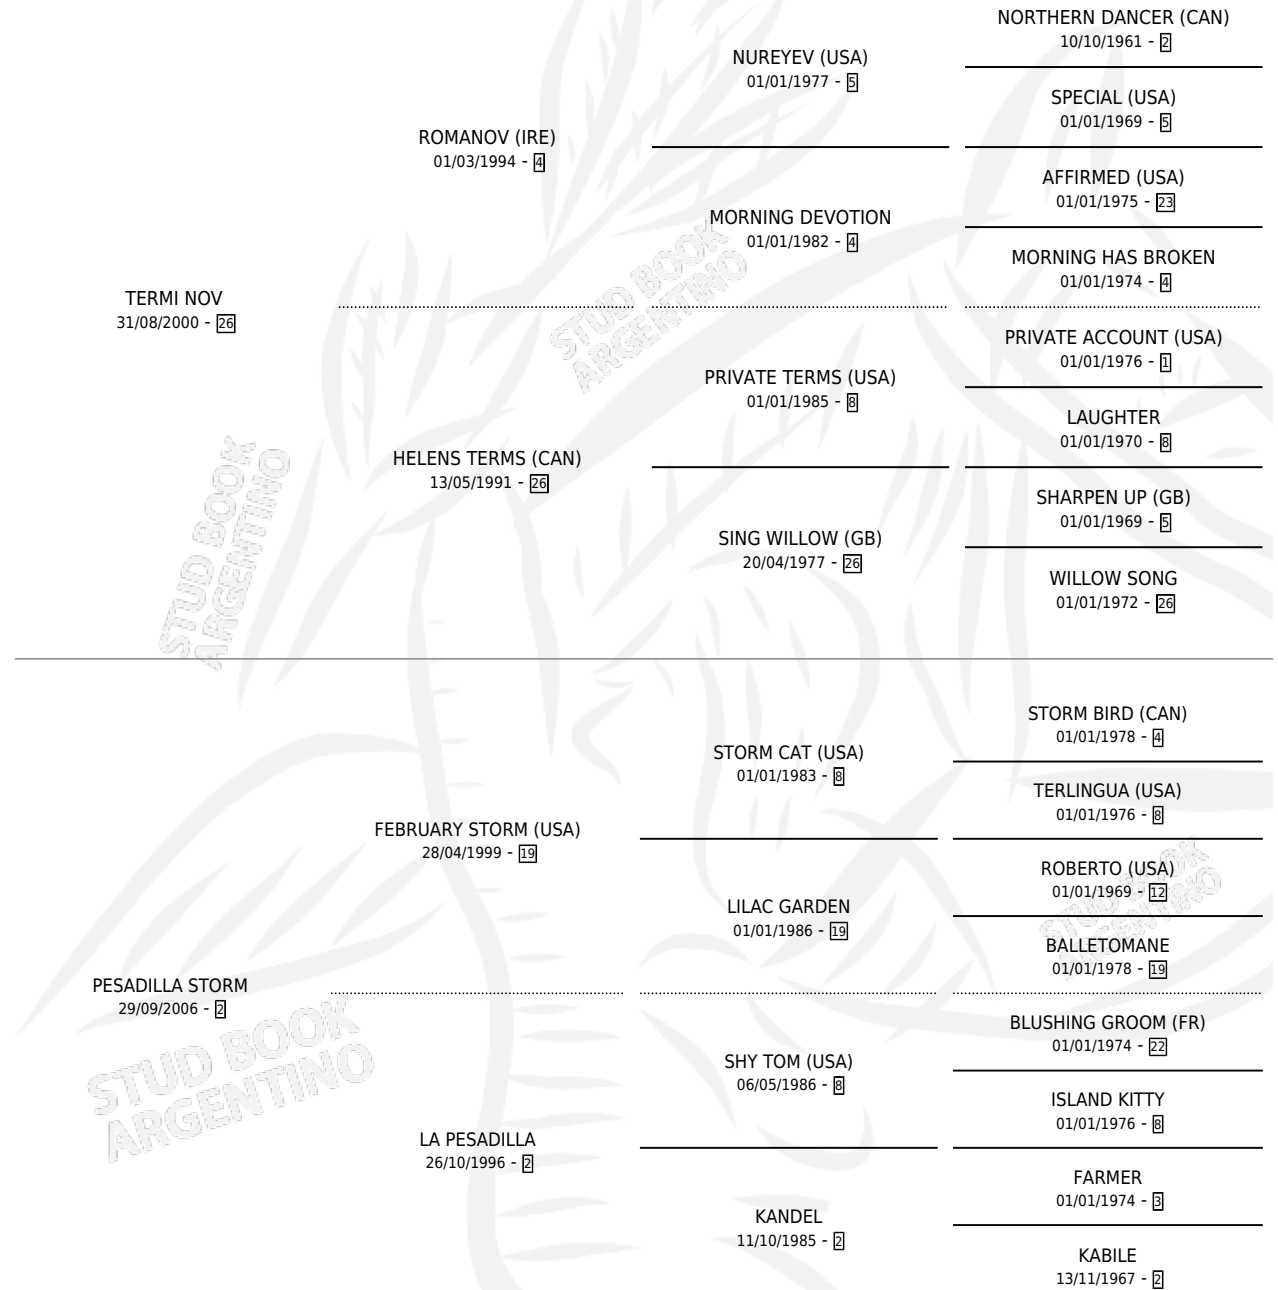 NORTHERN DANCER (CAN)
10/10/1961 - 2
NUREYEV (USA)
01/01/1977 - 5
SPECIAL (USA)
01/01/1969 - 5
ROMANOV (IRE)
01/03/1994 - 4
AFFIRMED (USA)
01/01/1975 - 23
MORNING DEVOTION
01/01/1982 - 4
MORNING HAS BROKEN
01/01/1974 - 4
TERMI NOV
31/08/2000 - 26
PRIVATE ACCOUNT (USA)
01/01/1976 - 1
PRIVATE TERMS (USA)
01/01/1985 - 8
LAUGHTER
01/01/1970 - 8
HELENS TERMS (CAN)
13/05/1991 - 26
SHARPEN UP (GB)
01/01/1969 - 5
SING WILLOW (GB)
20/04/1977 - 26
WILLOW SONG
01/01/1972 - 26
STORM BIRD (CAN)
01/01/1978 - 4
STORM CAT (USA)
01/01/1983 - 8
TERLINGUA (USA)
01/01/1976 - 8
FEBRUARY STORM (USA)
28/04/1999 - 19
ROBERTO (USA)
01/01/1969 - 12
LILAC GARDEN
01/01/1986 - 19
BALLETOMANE
01/01/1978 - 19
PESADILLA STORM
29/09/2006 - 2
BLUSHING GROOM (FR)
01/01/1974 - 22
SHY TOM (USA)
06/05/1986 - 8
ISLAND KITTY
01/01/1976 - 8
LA PESADILLA
26/10/1996 - 2
FARMER
01/01/1974 - 3
KANDEL
11/10/1985 - 2
KABILE
13/11/1967 - 2
STUD BOOK
ARGENTINO
STUD BOOK
ARGENTINO
STUD BOOK
ARGENTINO
STUD BOOK
ARGENTINO